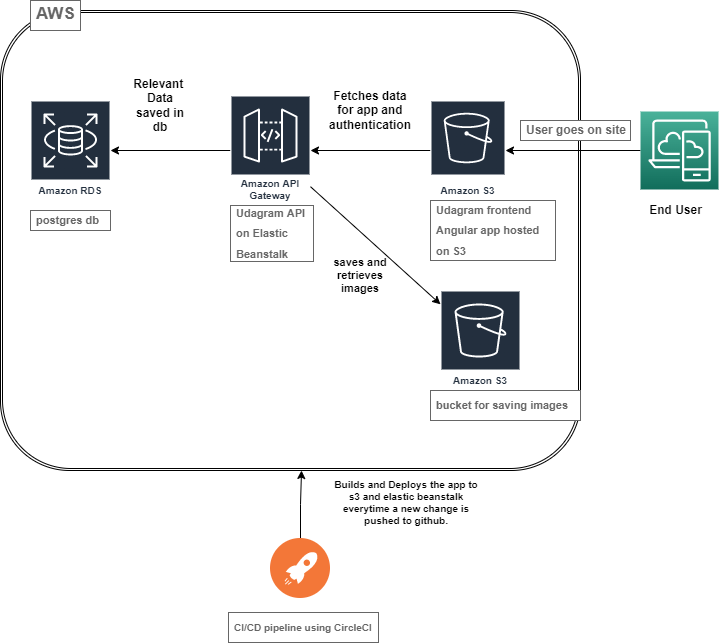 AWS
Relevant
Data
saved in
db
Fetches data
for app and
authentication
User goes on site
Amazon RDS
postgres db
Amazon API
Gateway
Udagram API
on Elastic
Beanstalk
Amazon S3
Udagram frontend
Angular app hosted
on S3
End User
saves and
retrieves
images
Amazon S3
bucket for saving images
Builds and Deploys the app to
s3 and elastic beanstalk
everytime a new change is
pushed to github.
CI/CD pipeline using CircleCI